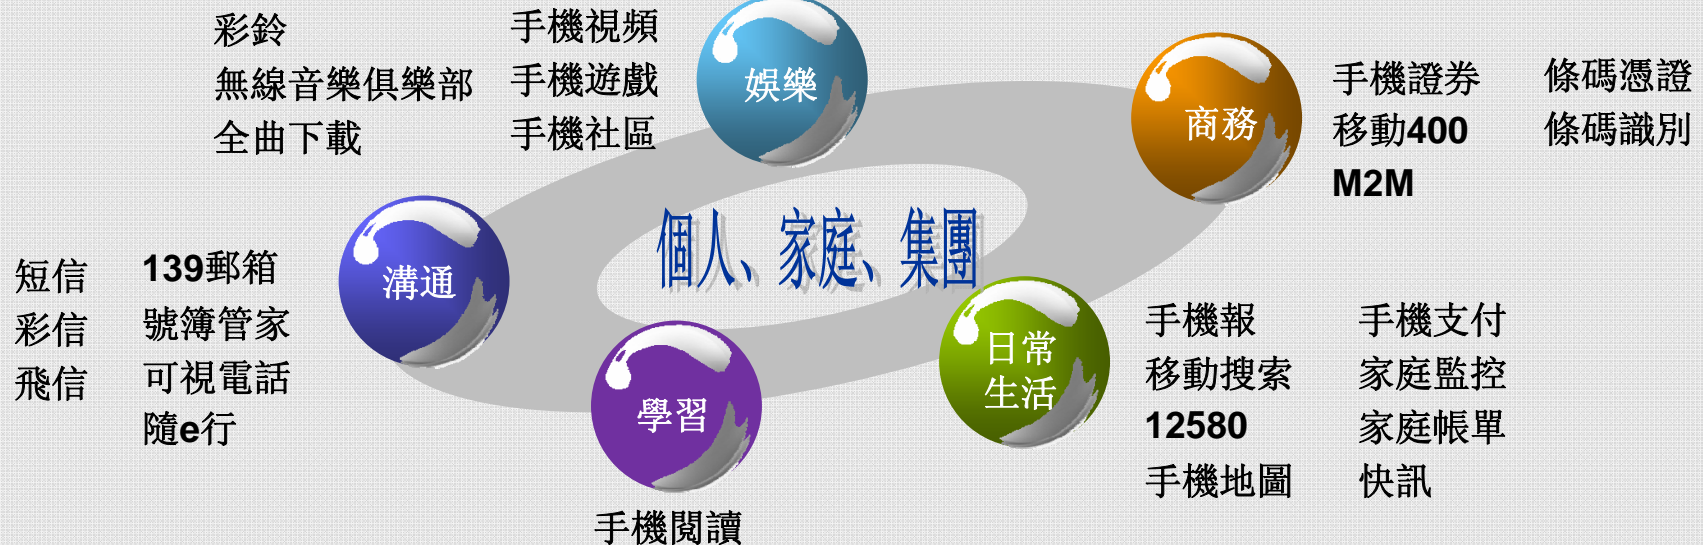 彩鈴
無線音樂俱樂部
全曲下載
手機視頻
手機遊戲
手機社區
娛樂
商務
手機證券
移動400
M2M
條碼憑證
條碼識別
個人、家庭、集團
短信
彩信
飛信
139郵箱
號簿管家
可視電話
隨e行
溝通
學習
手機閱讀
日常
生活
手機報
移動搜索
12580
手機地圖
手機支付
家庭監控
家庭帳單
快訊